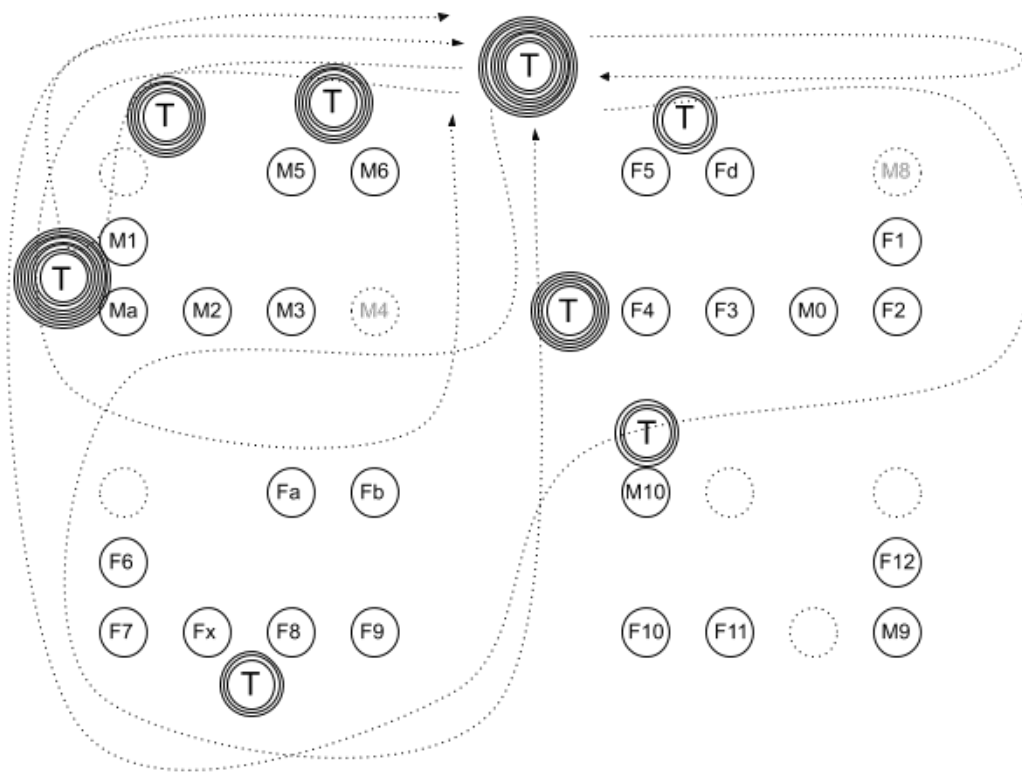 T
T T T
M5 M6 F5 Fd M8
M1 F1
T T
Ma M2 M3 M4 F4 F3 M0 F2
T
Fa Fb M10
F6 F12
F7 Fx F8 F9 F10 F11 M9
T